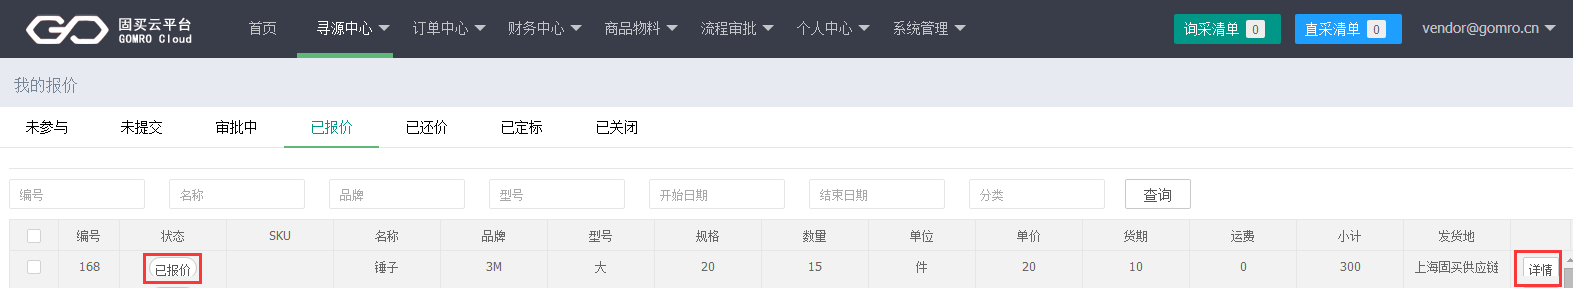 固买云平台
GOMRO Cloud
首页 寻源中心 订单中心 财务中心 商品物料 流程审批 个人中心 系统管理 询采清单 0 直采清单 0 vendor@gomro.cn
我的报价
未参与 未提交 审批中 已报价 已还价 已定标 已关闭
编号 名称 品牌 型号 开始日期 结束日期 分类 查询
编号 状态 SKU 名称 品牌 型号 规格 数量 单位 单价 货期 运费 小计 发货地
168 已报价 锤子 3M 大 20 15 件 20 10 0 300 上海固买供应链 详情